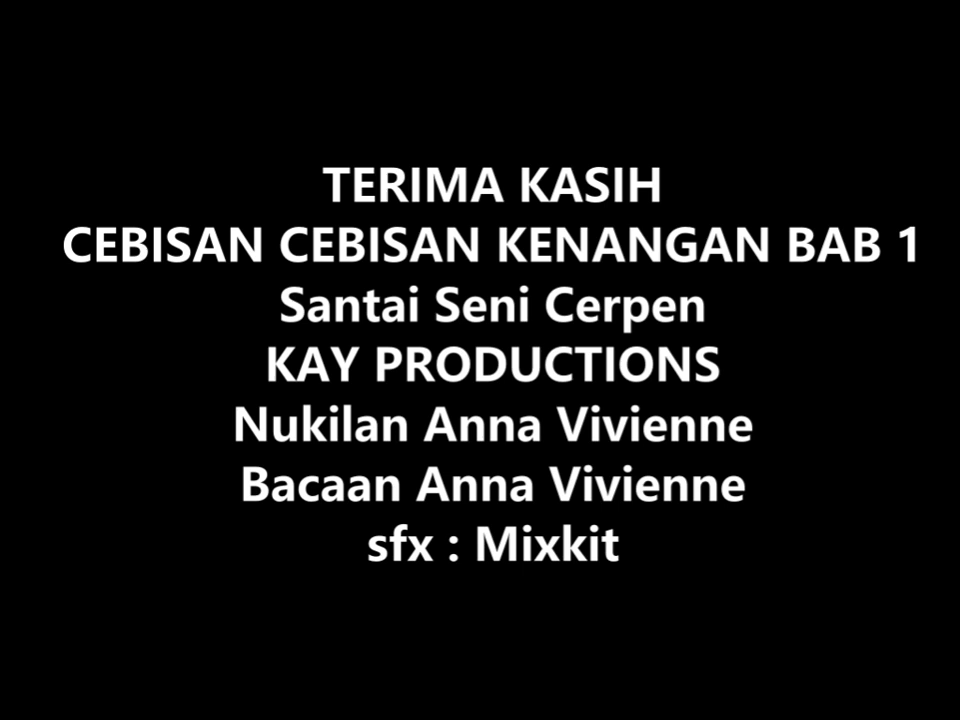 TERIMA KASIH
CEBISAN CEBISAN KENANGAN BAB 1
Santai Seni Cerpen
KAY PRODUCTIONS
Nukilan Anna Vivienne
Bacaan Anna Vivienne
sfx : Mixkit